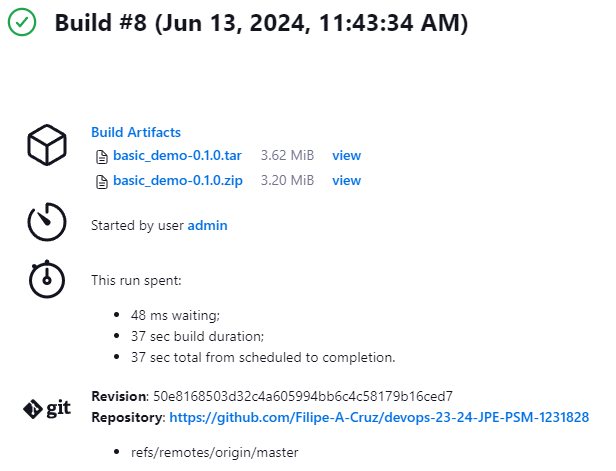 Build #8 (Jun 13, 2024, 11:43:34 AM)
Build Artifacts
basic_demo-0.1.0.tar 3.62 MiB view
basic_demo-0.1.0.zip 3.20 MiB view
Started by user admin
This run spent:
48 ms waiting;
37 sec build duration;
37 sec total from scheduled to completion.
git
Revision: 50e8168503d32c4a605994bb6c4c58179b16ced7
Repository: https://github.com/Filipe-A-Cruz/devops-23-24-JPE-PSM-1231828
refs/remotes/origin/master